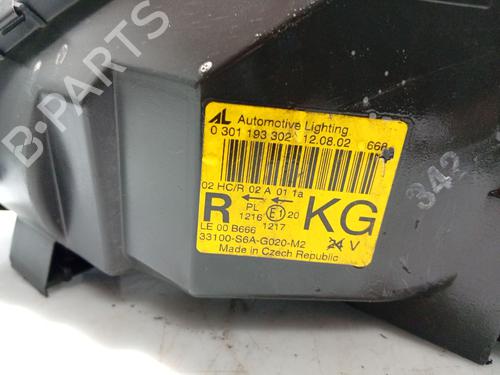 B-PARTS
AL Automotive Lighting
0 301 193 302 12.08.02 668
02 HC/R 02 A 01 1a
R PL E1 20 KG
1216 1217
LE 00 B666
33100-S6A-G020-M2 24 V
Made in Czech Republic
342